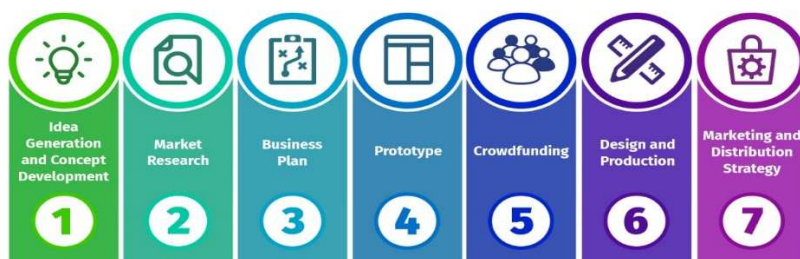 Idea
Generation
and Concept
Development
1
Market
Research
2
Business
Plan
3
Prototype
4
Crowdfunding
5
Design and
Production
6
Marketing and
Distribution
Strategy
7